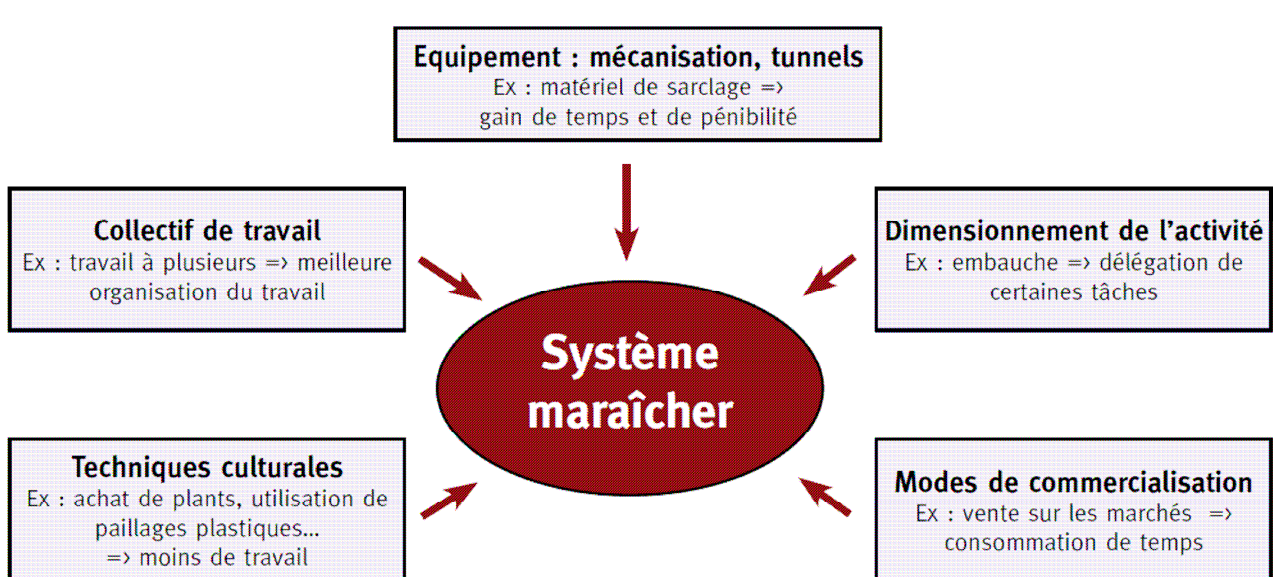 Equipement : mécanisation, tunnels
Ex : matériel de sarclage =>
gain de temps et de pénibilité
Collectif de travail
Ex : travail à plusieurs => meilleure
organisation du travail
Dimensionnement de l’activité
Ex : embauche => délégation de
certaines tâches
Système
maraîcher
Techniques culturales
Ex : achat de plants, utilisation de
paillages plastiques...
=> moins de travail
Modes de commercialisation
Ex : vente sur les marchés =>
consommation de temps